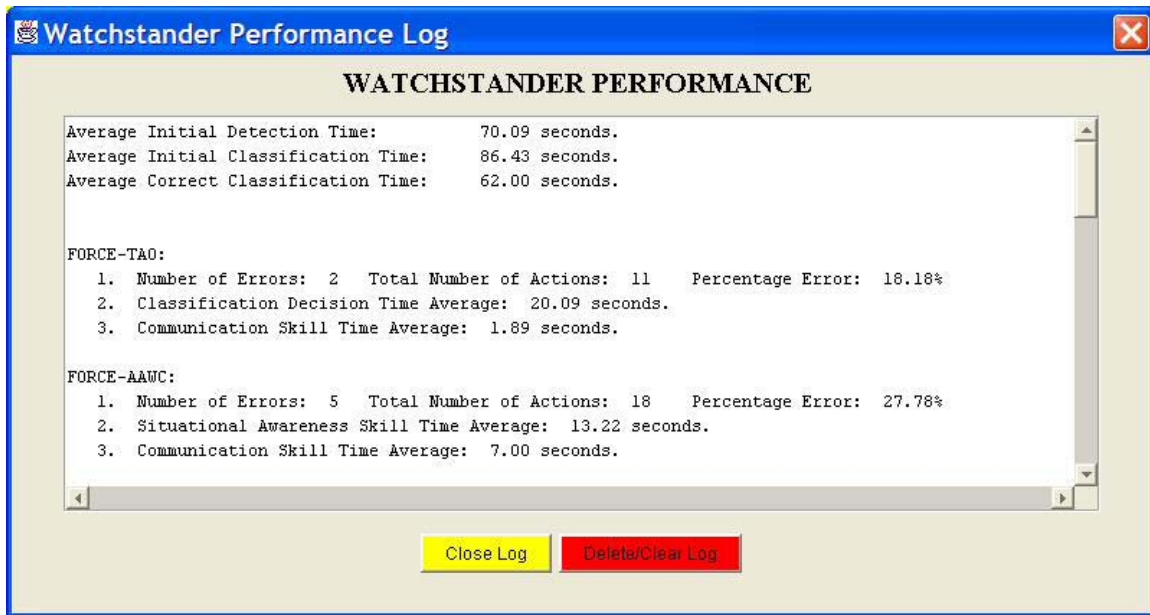 Watchstander Performance Log
WATCHSTANDER PERFORMANCE
Average Initial Detection Time: 70.09 seconds.
Average Initial Classification Time: 86.43 seconds.
Average Correct Classification Time: 62.00 seconds.
FORCE-TAO:
1. Number of Errors: 2 Total Number of Actions: 11 Percentage Error: 18.18%
2. Classification Decision Time Average: 20.09 seconds.
3. Communication Skill Time Average: 1.89 seconds.
FORCE-AAWC:
1. Number of Errors: 5 Total Number of Actions: 18 Percentage Error: 27.78%
2. Situational Awareness Skill Time Average: 13.22 seconds.
3. Communication Skill Time Average: 7.00 seconds.
Close Log Delete/Clear Log